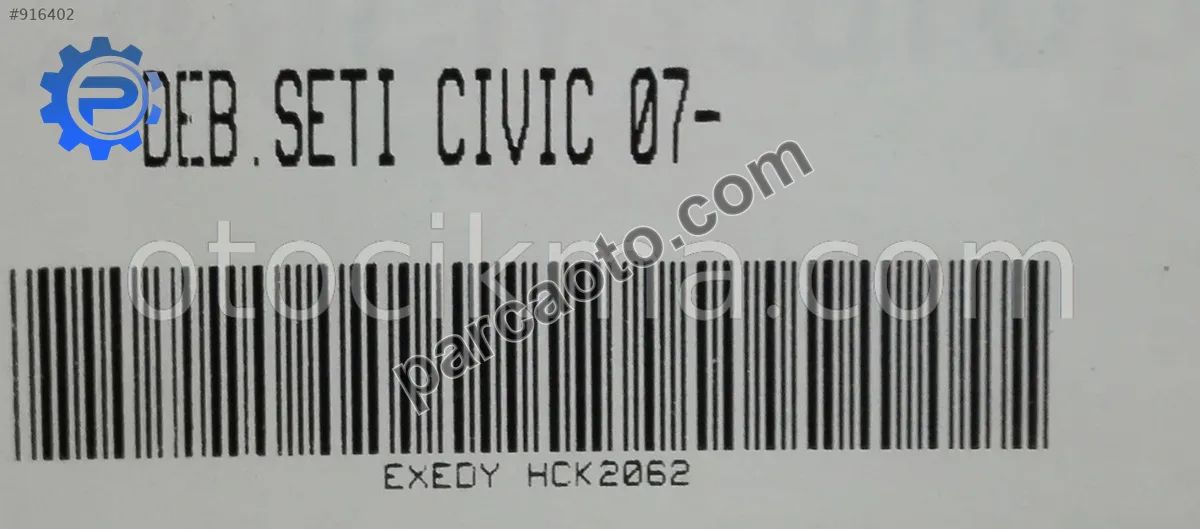 #916402
DEB.SETI CIVIC 07-
otocikma.com
parcaoto.com
EXEDY HCK2062